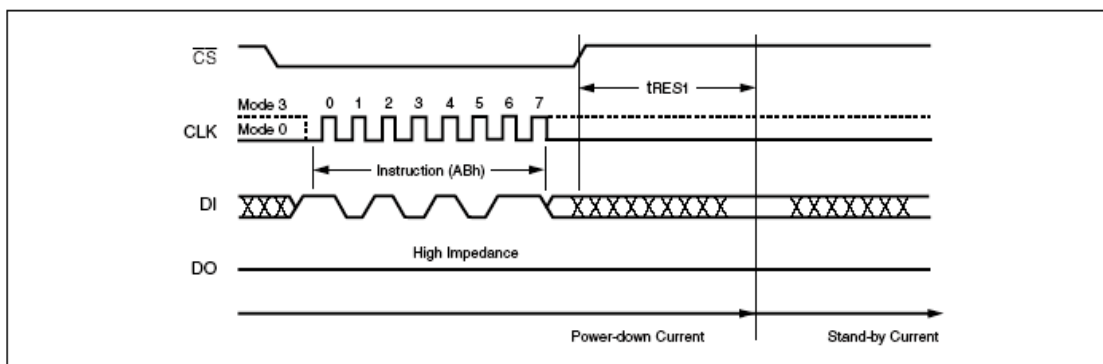 CS
tRES1
Mode 3 0 1 2 3 4 5 6 7
CLK
Mode 0
Instruction (ABh)
DI
High Impedance
DO
Power-down Current Stand-by Current